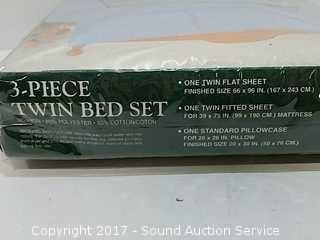 3-PIECE
TWIN BED SET
• ONE TWIN FLAT SHEET
FINISHED SIZE 66 x 96 IN. (167 x 243 CM.)
• ONE TWIN FITTED SHEET
FOR 39 x 75 IN. (99 x 190 CM.) MATTRESS
• ONE STANDARD PILLOWCASE
FOR 20 x 26 IN. PILLOW
FINISHED SIZE 20 x 30 IN. (50 x 76 CM.)
Copyright 2017 - Sound Auction Service